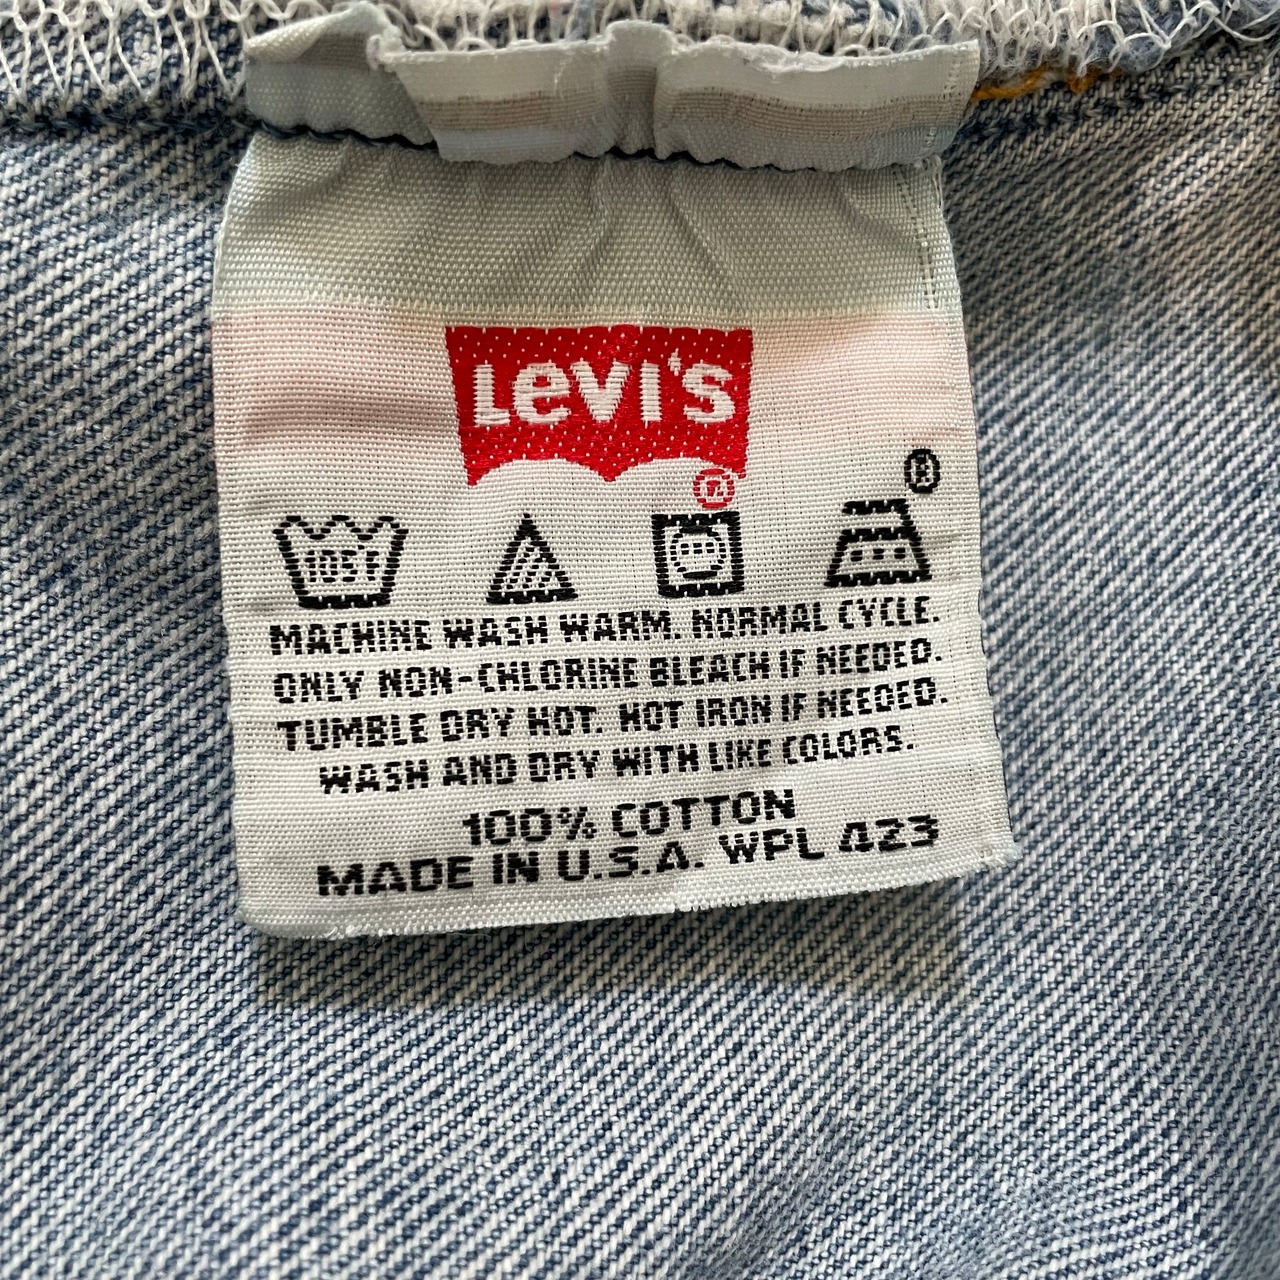 Levi's
®
®
105F
MACHINE WASH WARM. NORMAL CYCLE.
ONLY NON-CHLORINE BLEACH IF NEEDED.
TUMBLE DRY HOT. HOT IRON IF NEEDED.
WASH AND DRY WITH LIKE COLORS.
100% COTTON
MADE IN U.S.A. WPL 423